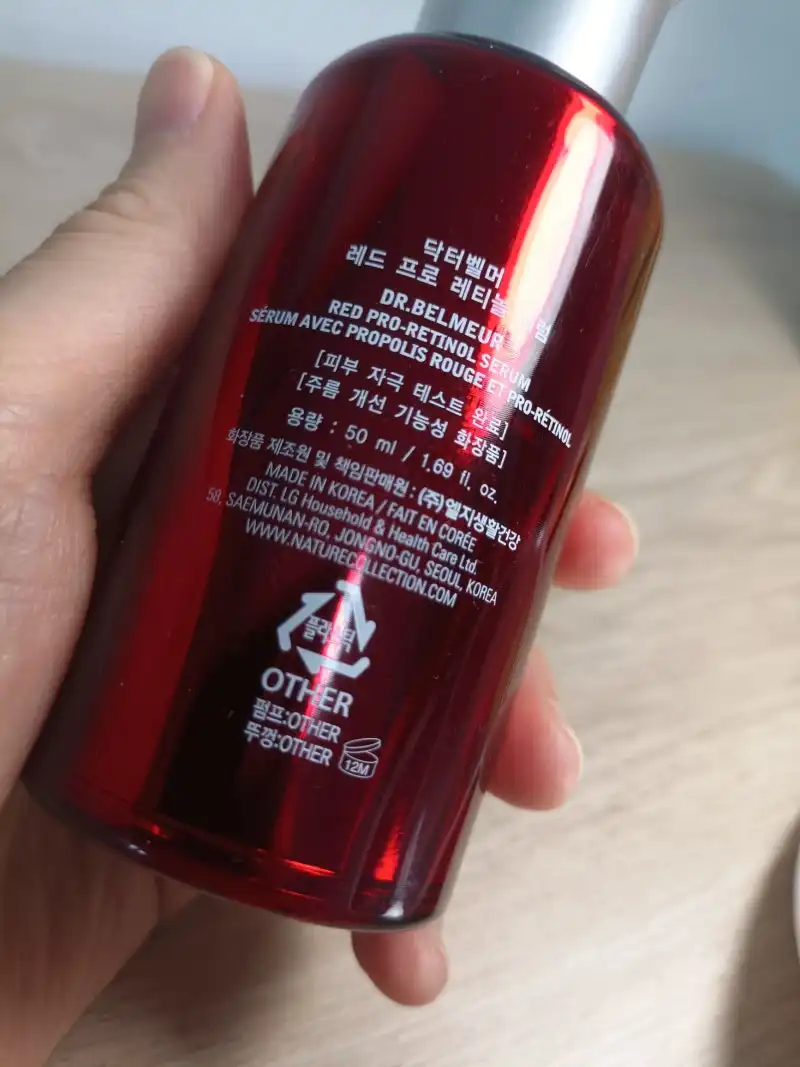 닥터벨머
레드 프로 레티놀 럼
DR.BELMEUR
RED PRO-RETINOL SERUM
SÉRUM AVEC PROPOLIS ROUGE ET PRO-RÉTINOL
[피부 자극 테스트 완료]
[주름 개선 기능성 화장품]
용량 : 50 ml / 1.69 fl. oz.
화장품 제조원 및 책임판매원 : (주)엘지생활건강
MADE IN KOREA / FAIT EN CORÉE
DIST. LG Household & Health Care Ltd.
58, SAEMUNAN-RO, JONGNO-GU, SEOUL, KOREA
WWW.NATURECOLLECTION.COM
플라스틱
OTHER
펌프:OTHER
뚜껑:OTHER
12M